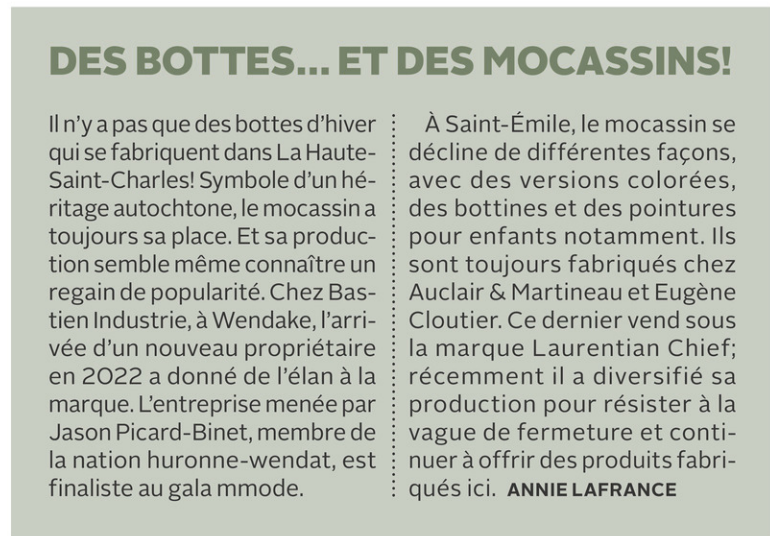 DES BOTTES... ET DES MOCASSINS!
Il n'y a pas que des bottes d'hiver
qui se fabriquent dans La Haute-
Saint-Charles! Symbole d'un hé-
ritage autochtone, le mocassin a
toujours sa place. Et sa produc-
tion semble même connaître un
regain de popularité. Chez Bas-
tien Industrie, à Wendake, l'arri-
vée d'un nouveau propriétaire
en 2022 a donné de l'élan à la
marque. L'entreprise menée par
Jason Picard-Binet, membre de
la nation huronne-wendat, est
finaliste au gala mmode.
À Saint-Émile, le mocassin se
décline de différentes façons,
avec des versions colorées,
des bottines et des pointures
pour enfants notamment. Ils
sont toujours fabriqués chez
Auclair & Martineau et Eugène
Cloutier. Ce dernier vend sous
la marque Laurentian Chief;
récemment il a diversifié sa
production pour résister à la
vague de fermeture et conti-
nuer à offrir des produits fabri-
qués ici. ANNIE LAFRANCE